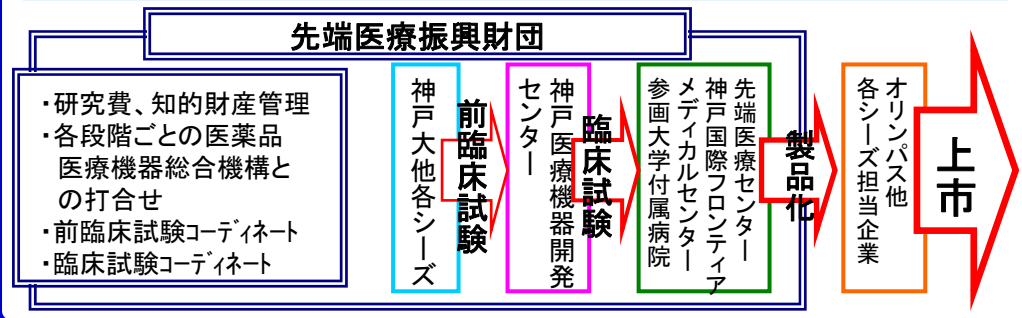 先端医療振興財団
・研究費、知的財産管理
・各段階ごとの医薬品
医療機器総合機構と
の打合せ
・前臨床試験ｺｰﾃﾞｨﾈｰﾄ
・臨床試験ｺｰﾃﾞｨﾈｰﾄ
神戸大他各シーズ
前臨床試験
神戸医療機器開発
センター
臨床試験
先端医療センター
神戸国際フロンティア
メディカルセンター
参画大学付属病院
製品化
オリンパス他
各シーズ担当企業
上市